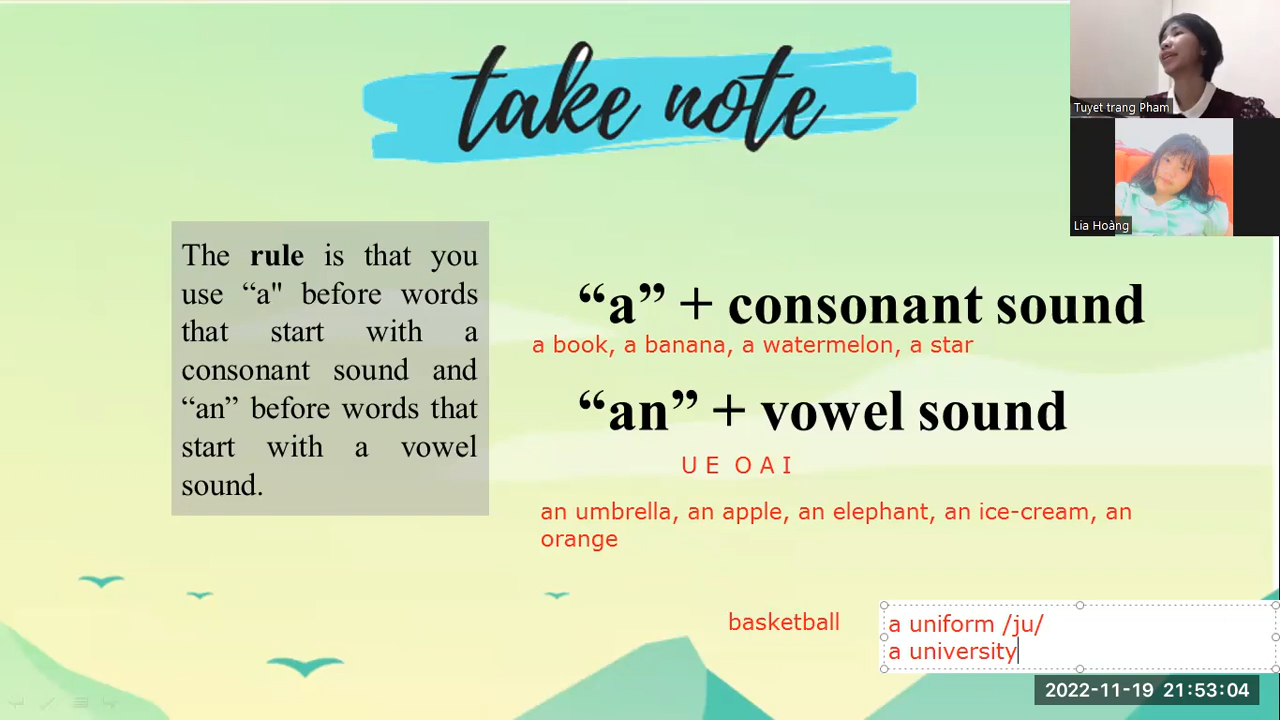 take note
Tuyet trang Pham
Lia Hoàng
The rule is that you
use “a" before words
that start with a
consonant sound and
“an” before words that
start with a vowel
sound.
“a” + consonant sound
a book, a banana, a watermelon, a star
“an” + vowel sound
U E O A I
an umbrella, an apple, an elephant, an ice-cream, an
orange
basketball
a uniform /ju/
a university
2022-11-19 21:53:04